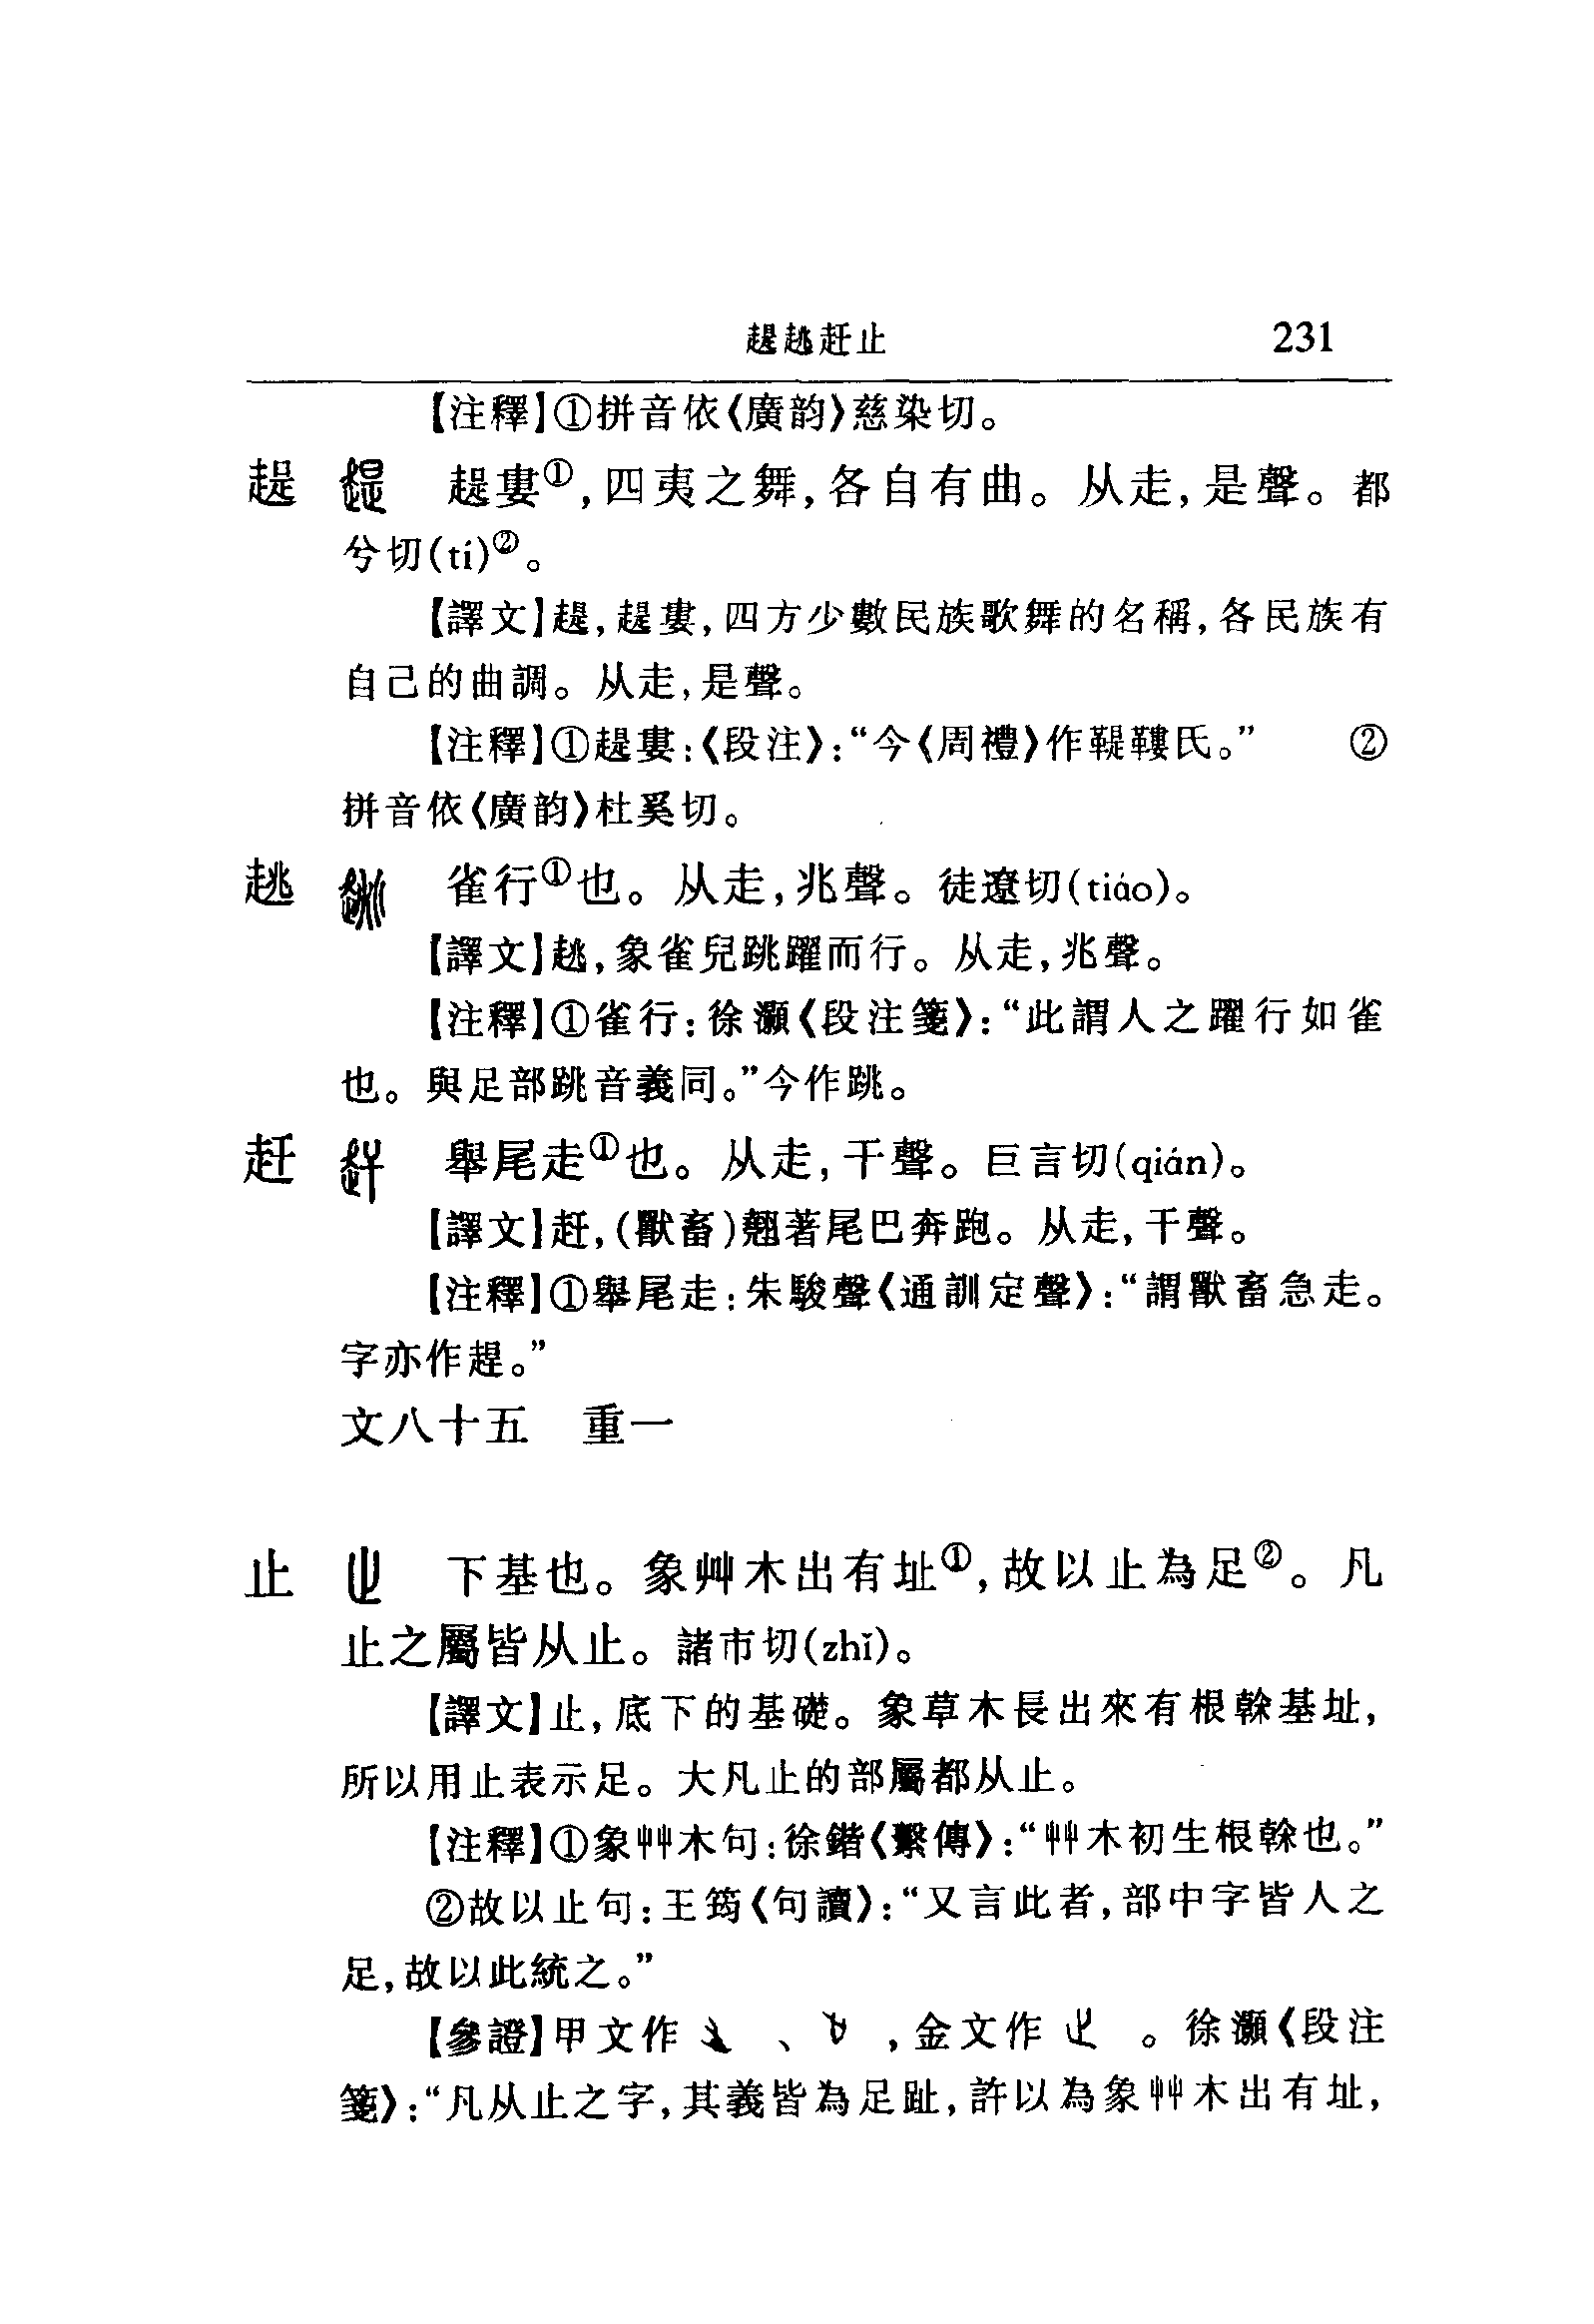 趧趒赶止 231
【注釋】①拼音依《廣韵》慈染切。
趧 趧婁①,四夷之舞,各自有曲。从走,是聲。都
兮切(tí)②。
【譯文】趧,趧婁,四方少數民族歌舞的名稱,各民族有
自己的曲調。从走,是聲。
【注釋】①趧婁:《段注》:“今《周禮》作鞮鞻氏。” ②
拼音依《廣韵》杜奚切。
趒 雀行①也。从走,兆聲。徒遼切(tiáo)。
【譯文】趒,象雀兒跳躍而行。从走,兆聲。
【注釋】①雀行:徐灝《段注箋》:“此謂人之躍行如雀
也。與足部跳音義同。”今作跳。
赶 舉尾走①也。从走,干聲。巨言切(qián)。
【譯文】赶,(獸畜)翹著尾巴奔跑。从走,干聲。
【注釋】①舉尾走:朱駿聲《通訓定聲》:“謂獸畜急走。
字亦作趕。”
文八十五 重一
止 下基也。象艸木出有址①,故以止為足②。凡
止之屬皆从止。諸市切(zhǐ)。
【譯文】止,底下的基礎。象草木長出來有根榦基址,
所以用止表示足。大凡止的部屬都从止。
【注釋】①象艸木句:徐鍇《繫傳》:“艸木初生根榦也。”
②故以止句:王筠《句讀》:“又言此者,部中字皆人之
足,故以此統之。”
【參證】甲文作 、 ,金文作 。徐灝《段注
箋》:“凡从止之字,其義皆為足趾,許以為象艸木出有址,